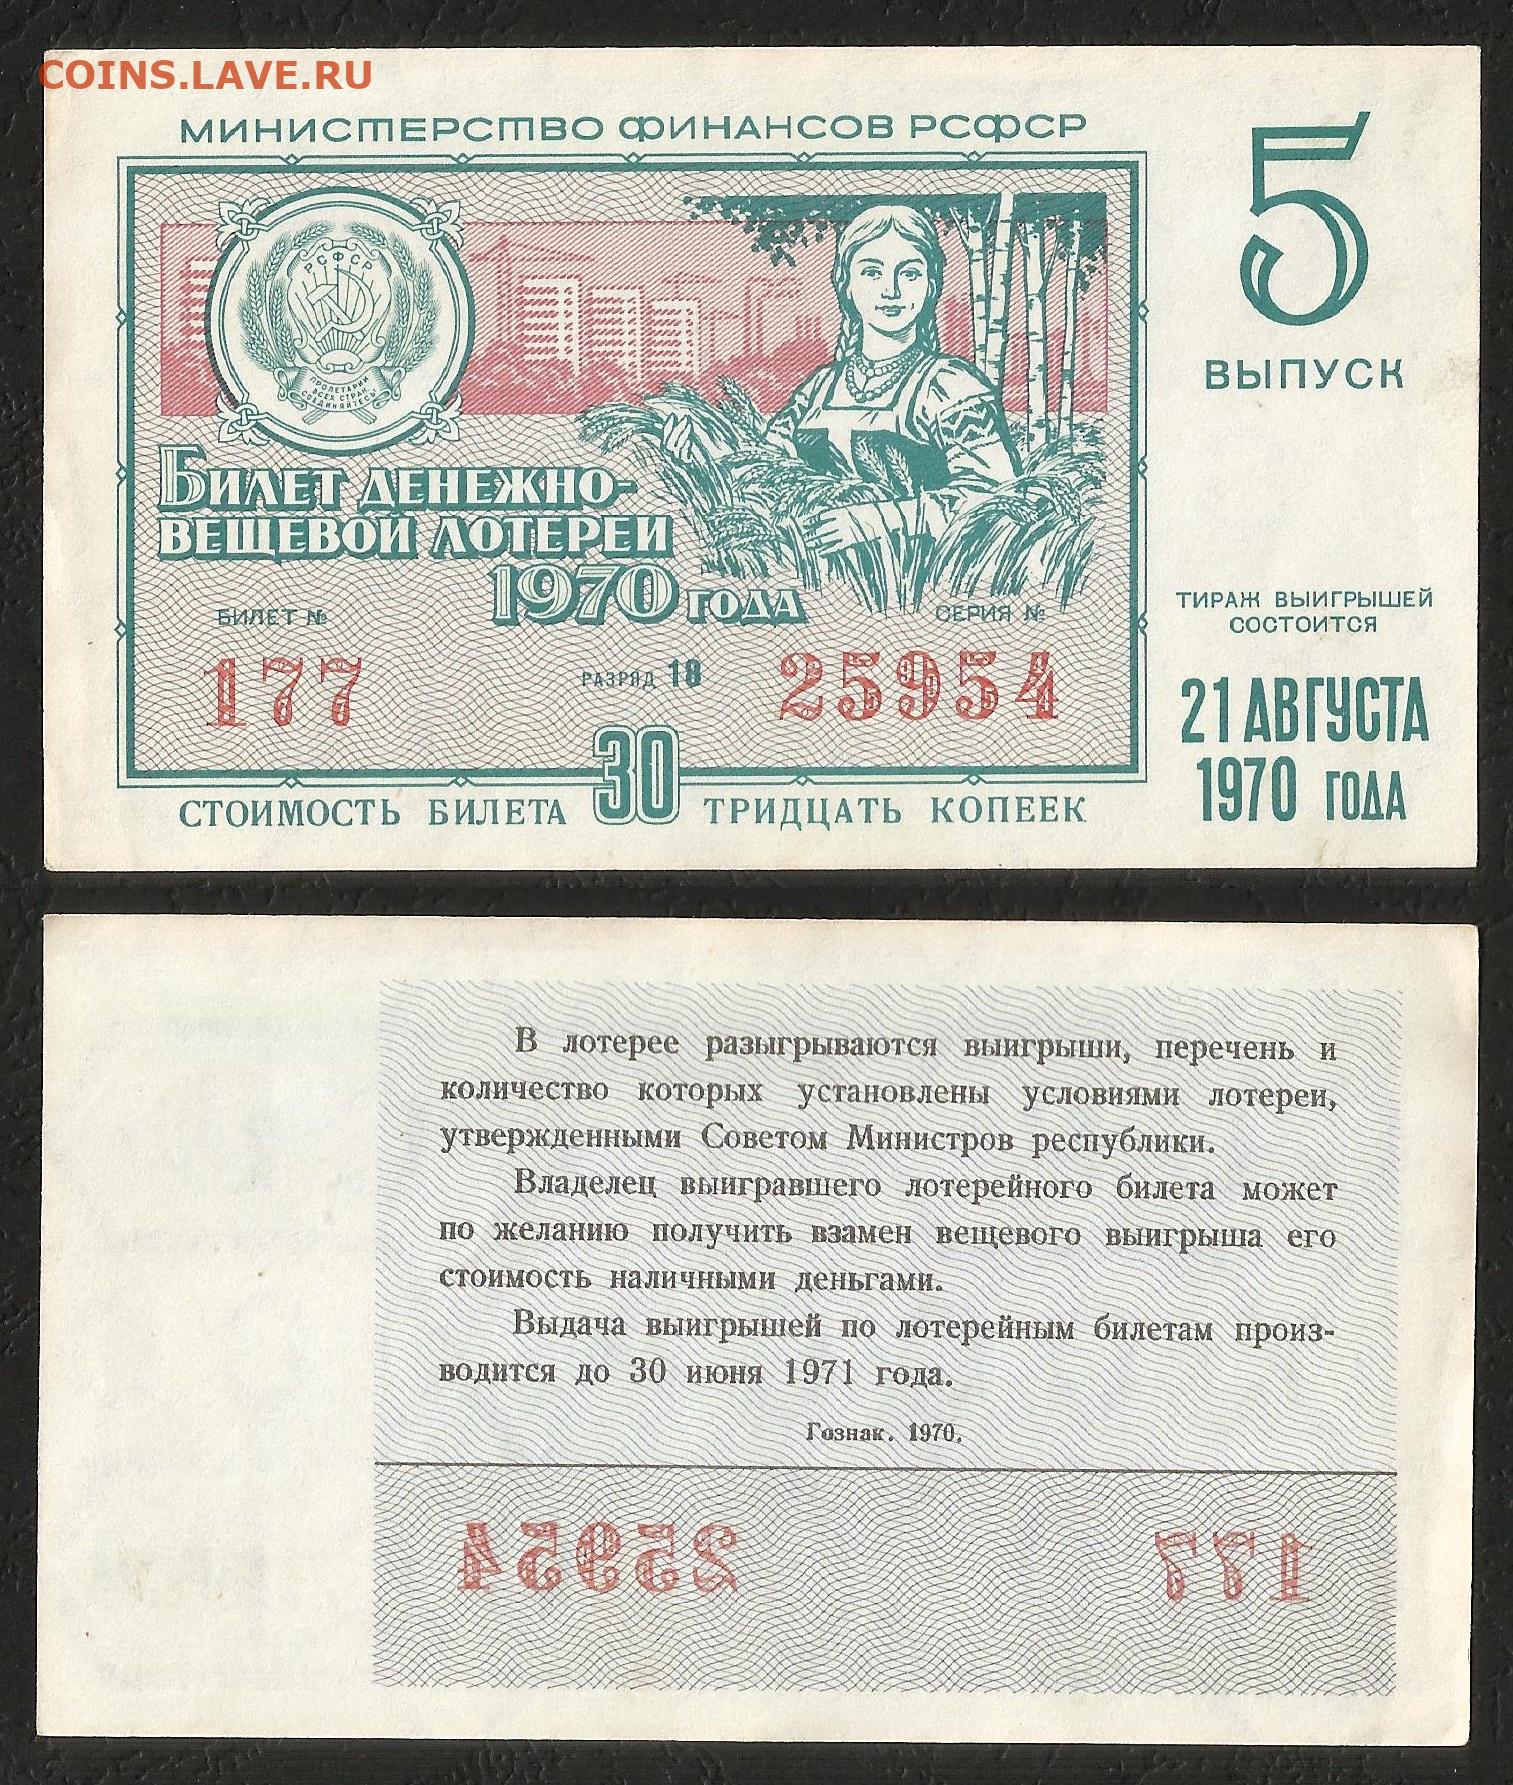 COINS.LAVE.RU
МИНИСТЕРСТВО ФИНАНСОВ РСФСР
5
ВЫПУСК
РСФСР
ПРОЛЕТАРИИ
ВСЕХ СТРАН,
СОЕДИНЯЙТЕСЬ!
БИЛЕТ ДЕНЕЖНО-
ВЕЩЕВОЙ ЛОТЕРЕИ
1970 ГОДА
БИЛЕТ № СЕРИЯ №
177 РАЗРЯД 18 25954
СТОИМОСТЬ БИЛЕТА 30 ТРИДЦАТЬ КОПЕЕК
ТИРАЖ ВЫИГРЫШЕЙ
СОСТОИТСЯ
21 АВГУСТА
1970 ГОДА
В лотерее разыгрываются выигрыши, перечень и
количество которых установлены условиями лотереи,
утвержденными Советом Министров республики.
Владелец выигравшего лотерейного билета может
по желанию получить взамен вещевого выигрыша его
стоимость наличными деньгами.
Выдача выигрышей по лотерейным билетам произ-
водится до 30 июня 1971 года.
Гознак. 1970.
25954 177